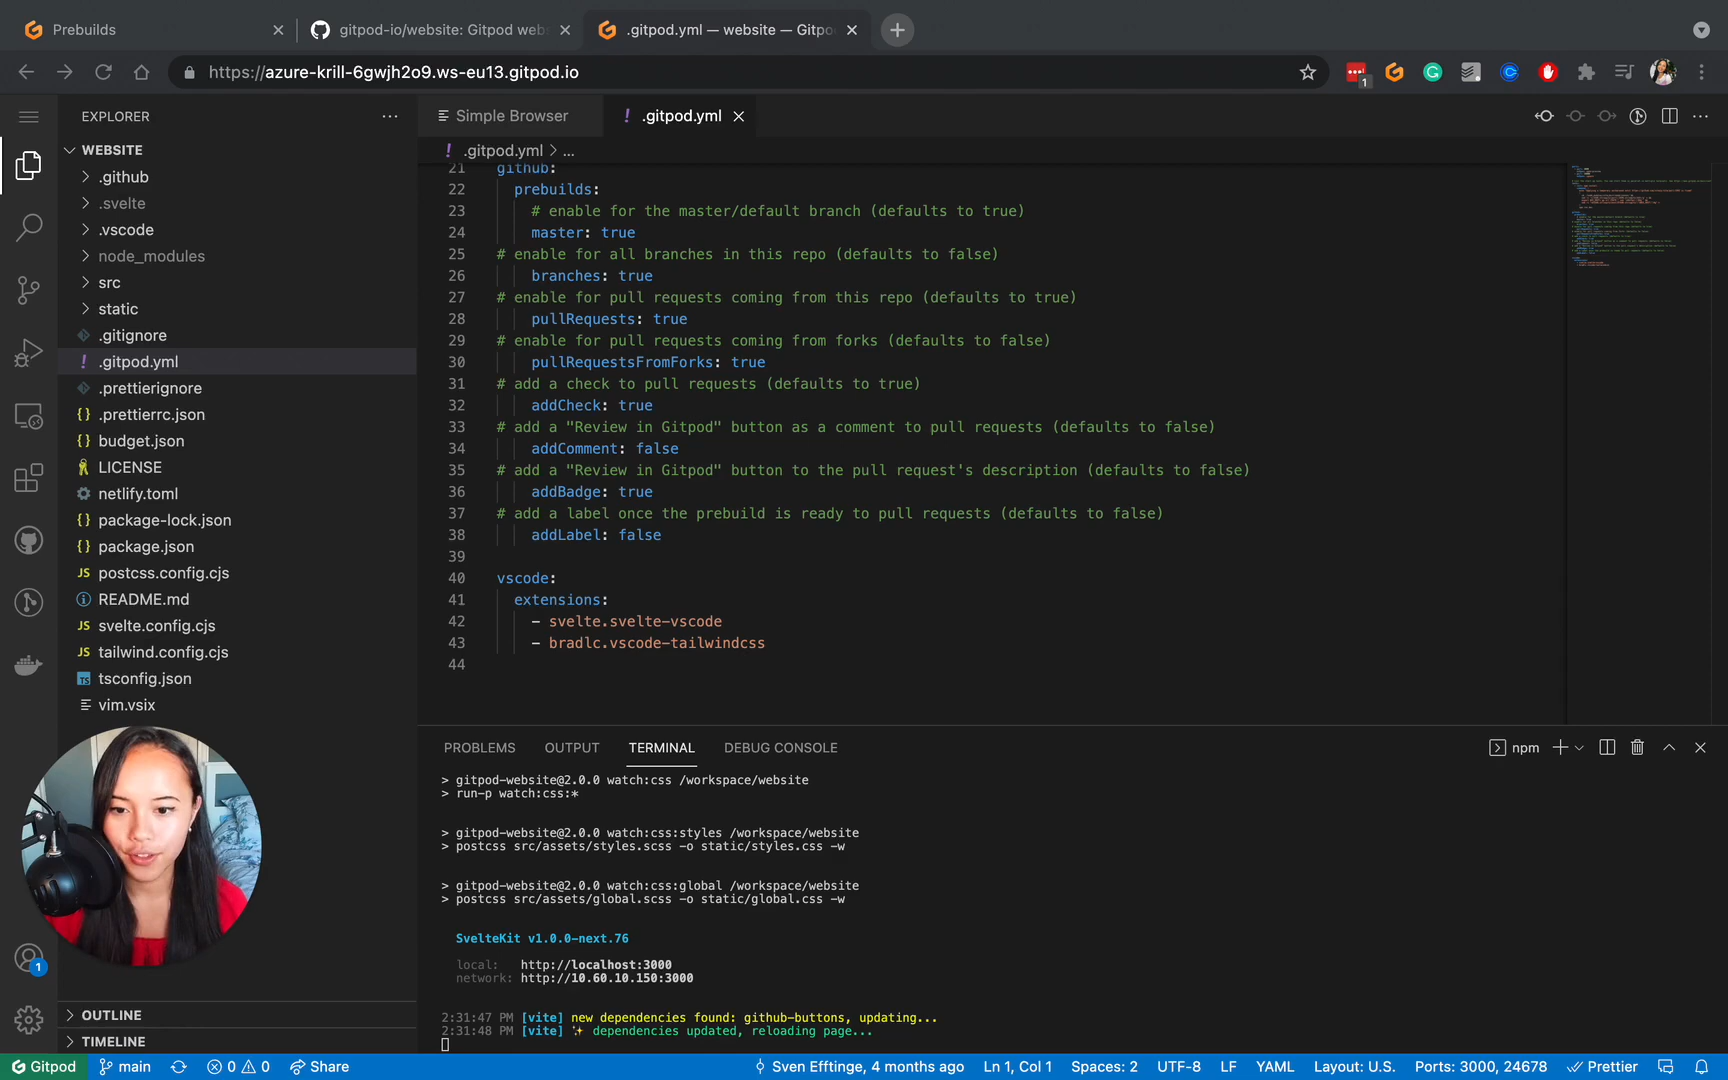 Prebuilds
gitpod-io/website: Gitpod webs
.gitpod.yml — website — Gitpo
https://azure-krill-6gwjh2o9.ws-eu13.gitpod.io
1
EXPLORER
Simple Browser
! .gitpod.yml
! .gitpod.yml > ...
WEBSITE
.github
.svelte
.vscode
node_modules
src
static
.gitignore
! .gitpod.yml
.prettierignore
{} .prettierrc.json
{} budget.json
LICENSE
netlify.toml
{} package-lock.json
{} package.json
JS postcss.config.cjs
README.md
JS svelte.config.cjs
JS tailwind.config.cjs
TS tsconfig.json
vim.vsix
1
OUTLINE
TIMELINE
21 github:
22 prebuilds:
23 # enable for the master/default branch (defaults to true)
24 master: true
25 # enable for all branches in this repo (defaults to false)
26 branches: true
27 # enable for pull requests coming from this repo (defaults to true)
28 pullRequests: true
29 # enable for pull requests coming from forks (defaults to false)
30 pullRequestsFromForks: true
31 # add a check to pull requests (defaults to true)
32 addCheck: true
33 # add a "Review in Gitpod" button as a comment to pull requests (defaults to false)
34 addComment: false
35 # add a "Review in Gitpod" button to the pull request's description (defaults to false)
36 addBadge: true
37 # add a label once the prebuild is ready to pull requests (defaults to false)
38 addLabel: false
39
40 vscode:
41 extensions:
42 - svelte.svelte-vscode
43 - bradlc.vscode-tailwindcss
44
PROBLEMS OUTPUT TERMINAL DEBUG CONSOLE
npm
> gitpod-website@2.0.0 watch:css /workspace/website
> run-p watch:css:*
> gitpod-website@2.0.0 watch:css:styles /workspace/website
> postcss src/assets/styles.scss -o static/styles.css -w
> gitpod-website@2.0.0 watch:css:global /workspace/website
> postcss src/assets/global.scss -o static/global.css -w
SvelteKit v1.0.0-next.76
local: http://localhost:3000
network: http://10.60.10.150:3000
2:31:47 PM [vite] new dependencies found: github-buttons, updating...
2:31:48 PM [vite] ✨ dependencies updated, reloading page...
Gitpod main 0 0 Share Sven Efftinge, 4 months ago Ln 1, Col 1 Spaces: 2 UTF-8 LF YAML Layout: U.S. Ports: 3000, 24678 Prettier